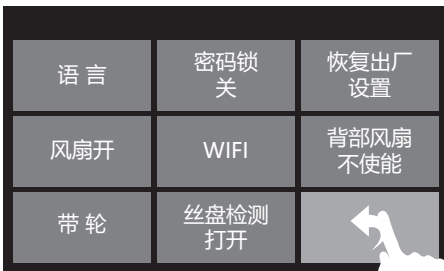 语 言
密码锁
关
恢复出厂
设置
风扇开
WIFI
背部风扇
不使能
带 轮
丝盘检测
打开